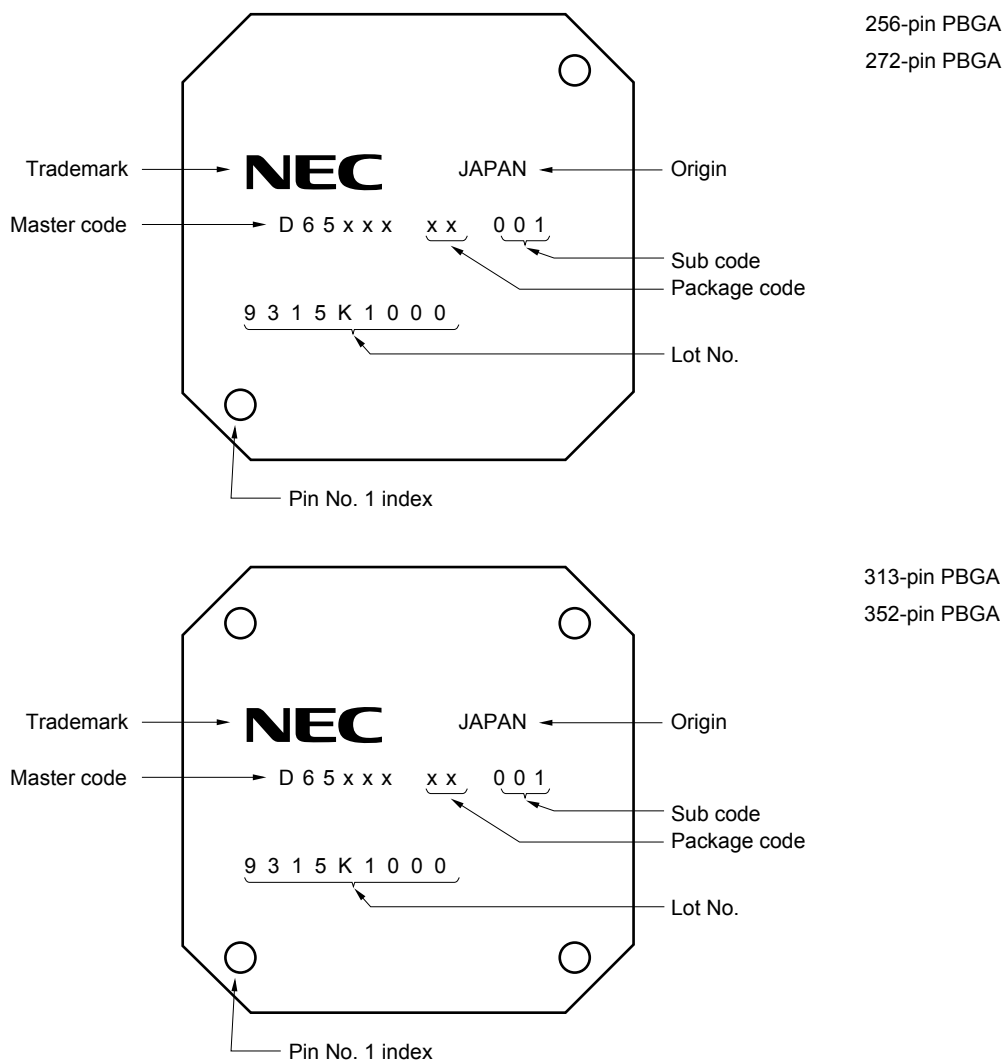 256-pin PBGA
272-pin PBGA
Trademark NEC JAPAN Origin
Master code D65xxx xx 001
Sub code
Package code
9315K1000
Lot No.
Pin No. 1 index
313-pin PBGA
352-pin PBGA
Trademark NEC JAPAN Origin
Master code D65xxx xx 001
Sub code
Package code
9315K1000
Lot No.
Pin No. 1 index